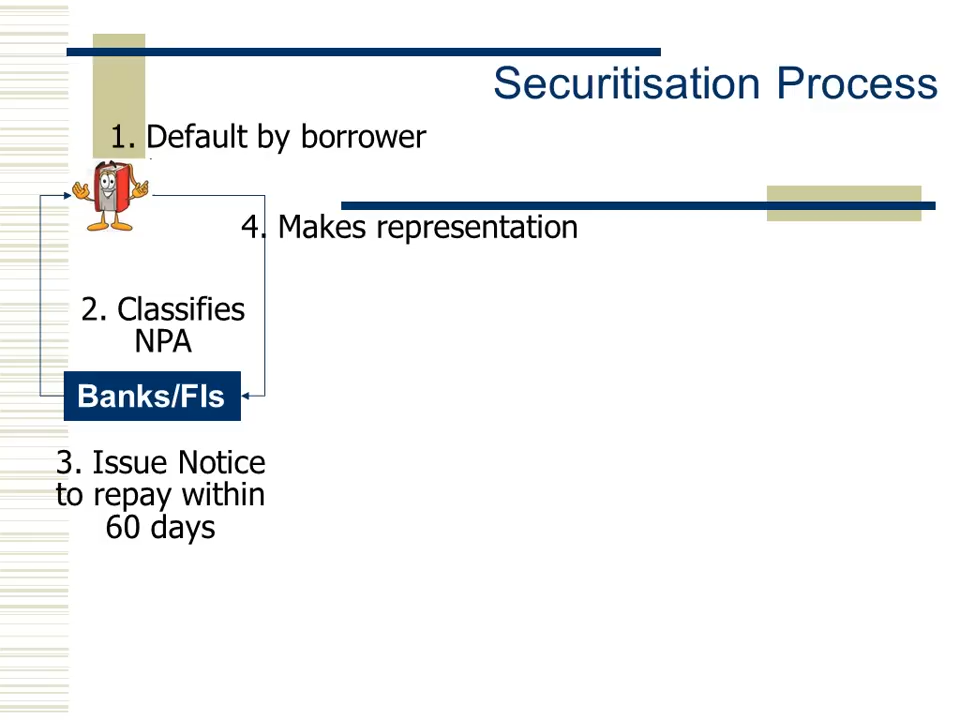 Securitisation Process
1. Default by borrower
4. Makes representation
2. Classifies
NPA
Banks/FIs
3. Issue Notice
to repay within
60 days